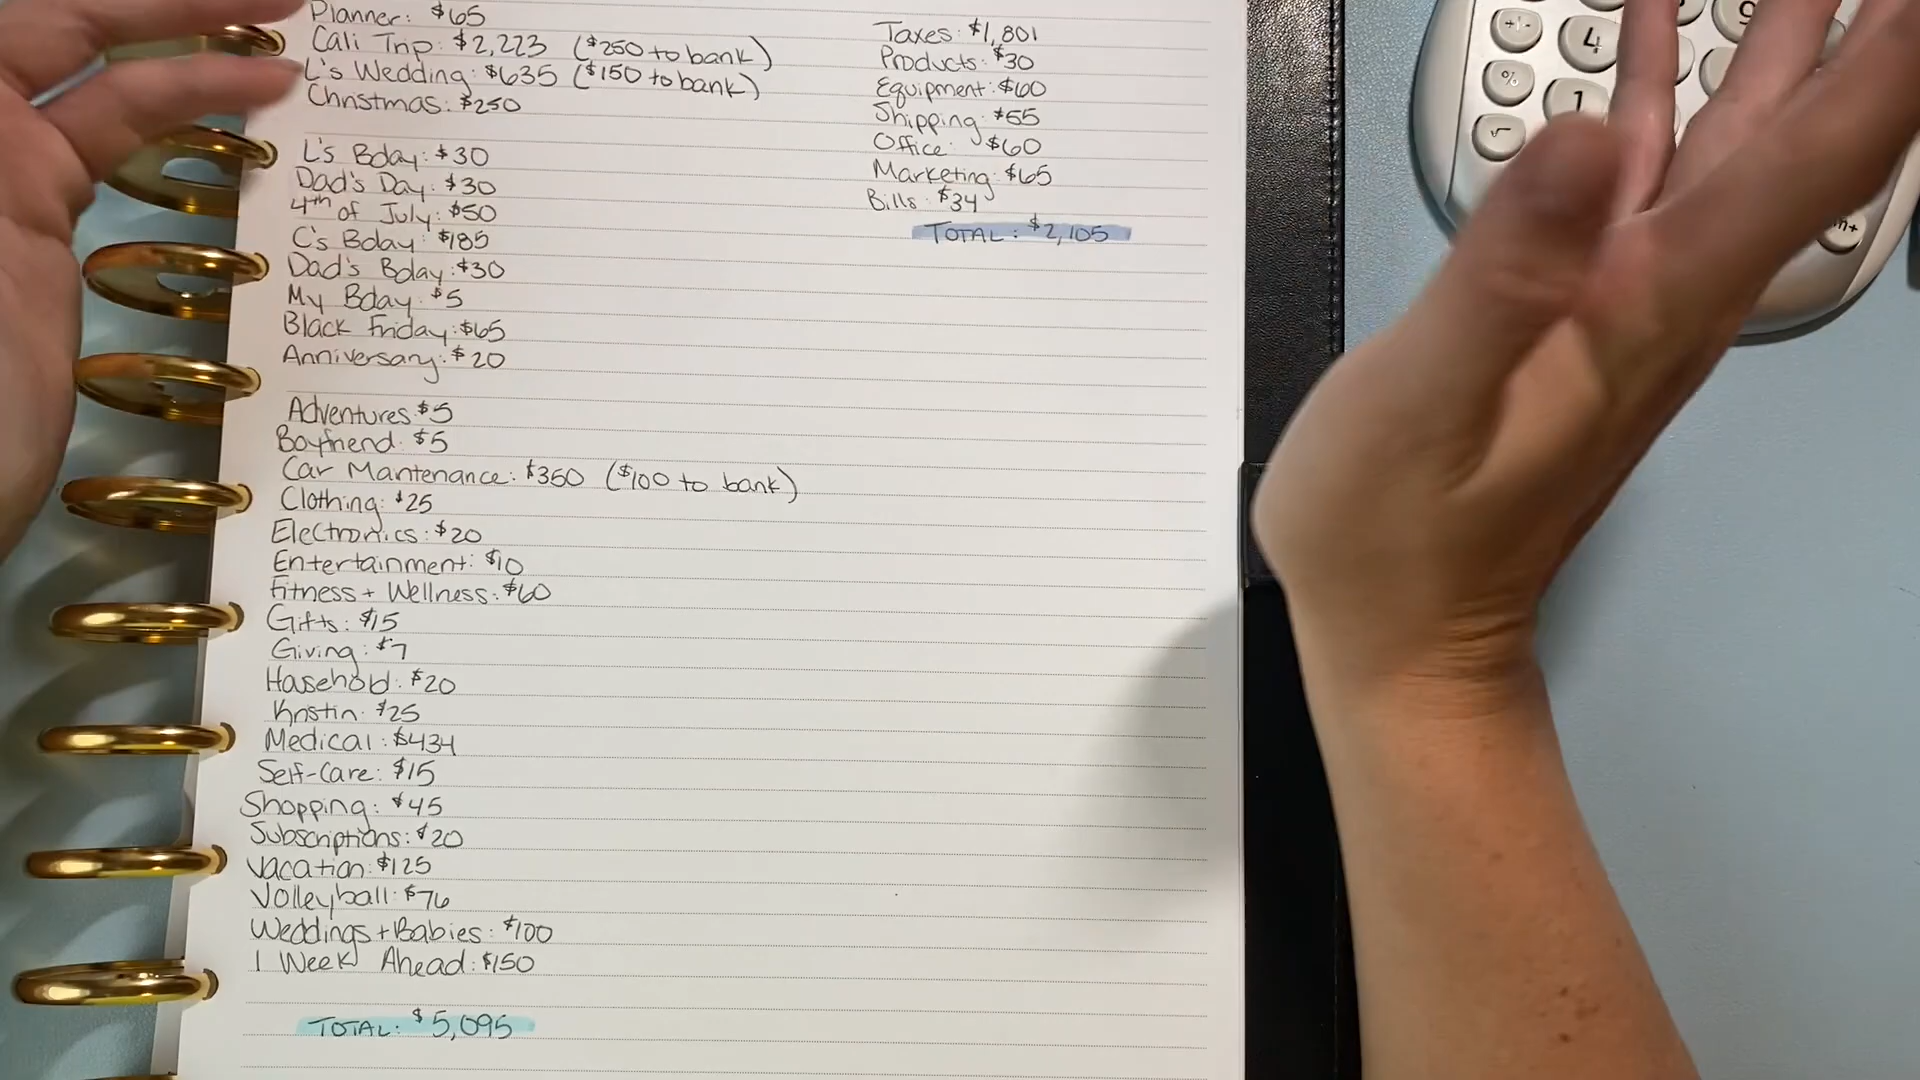 Planner: $65
Cali Trip: $2,223 ($250 to bank)
L's Wedding: $635 ($150 to bank)
Christmas: $250
L's Bday: $30
Dad's Day: $30
4th of July: $50
C's Bday: $185
Dad's Bday: $30
My Bday: $5
Black Friday: $65
Anniversary: $20
Adventures: $5
Boyfriend: $5
Car Mantenance: $350 ($100 to bank)
Clothing: $25
Electronics: $20
Entertainment: $10
Fitness + Wellness: $60
Gifts: $15
Giving: $7
Household: $20
Kristin: $25
Medical: $434
Self-Care: $15
Shopping: $45
Subscriptions: $20
Vacation: $125
Volleyball: $76
Weddings + Babies: $100
1 Week Ahead: $150
TOTAL: $5,095
Taxes: $1,801
Products: $30
Equipment: $60
Shipping: $55
Office: $60
Marketing: $65
Bills: $34
TOTAL: $2,105
+/-
4
%
1
√
9
m+